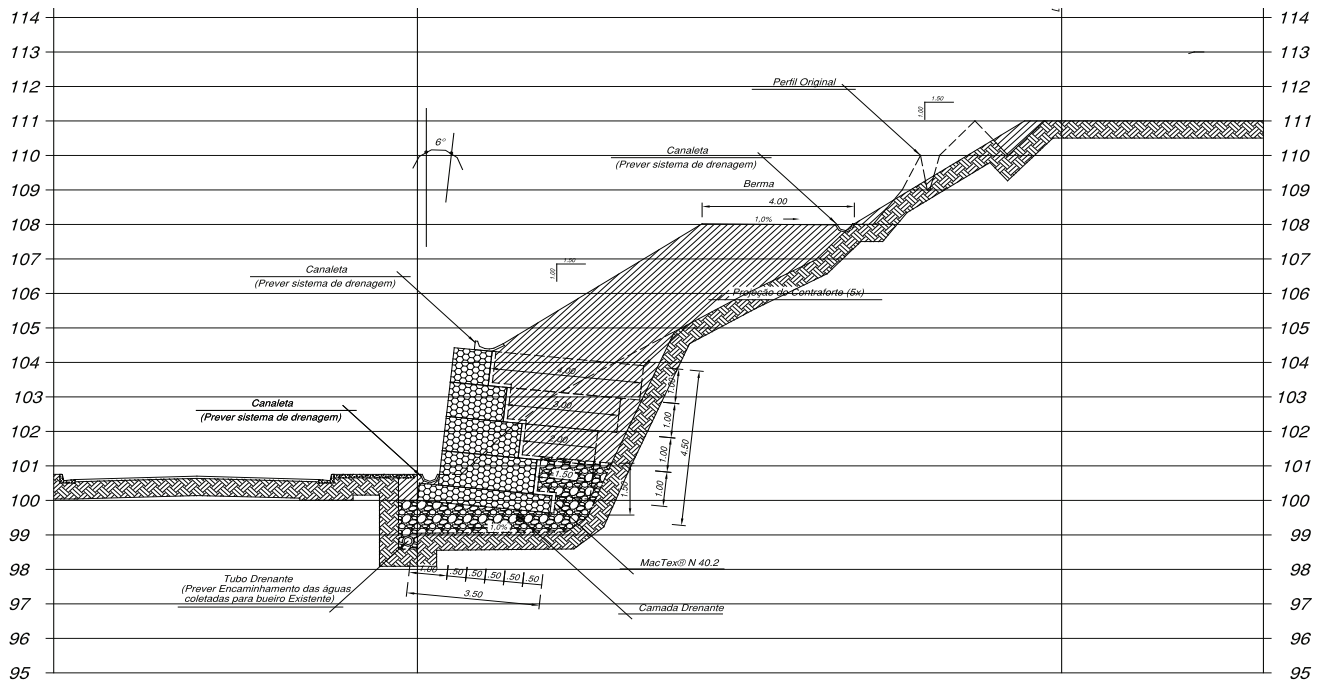 114 114
113 113
112 112
111 111
110 110
109 109
108 108
107 107
106 106
105 105
104 104
103 103
102 102
101 101
100 100
99 99
98 98
97 97
96 96
95 95
Perfil Original
1.50
1.00
6°
Canaleta
(Prever sistema de drenagem)
Berma
4.00
1,0%
1.50
1.00
Canaleta
(Prever sistema de drenagem)
Projeção do Contraforte (5x)
Canaleta
(Prever sistema de drenagem)
4.00
3.00
2.00
1.50
1.00
1.00
1.00
1.00
4.50
1.50
1,0%
MacTex® N 40.2
Tubo Drenante
(Prever Encaminhamento das águas
coletadas para bueiro Existente)
1.00 .50 .50 .50 .50 .50
3.50
Camada Drenante